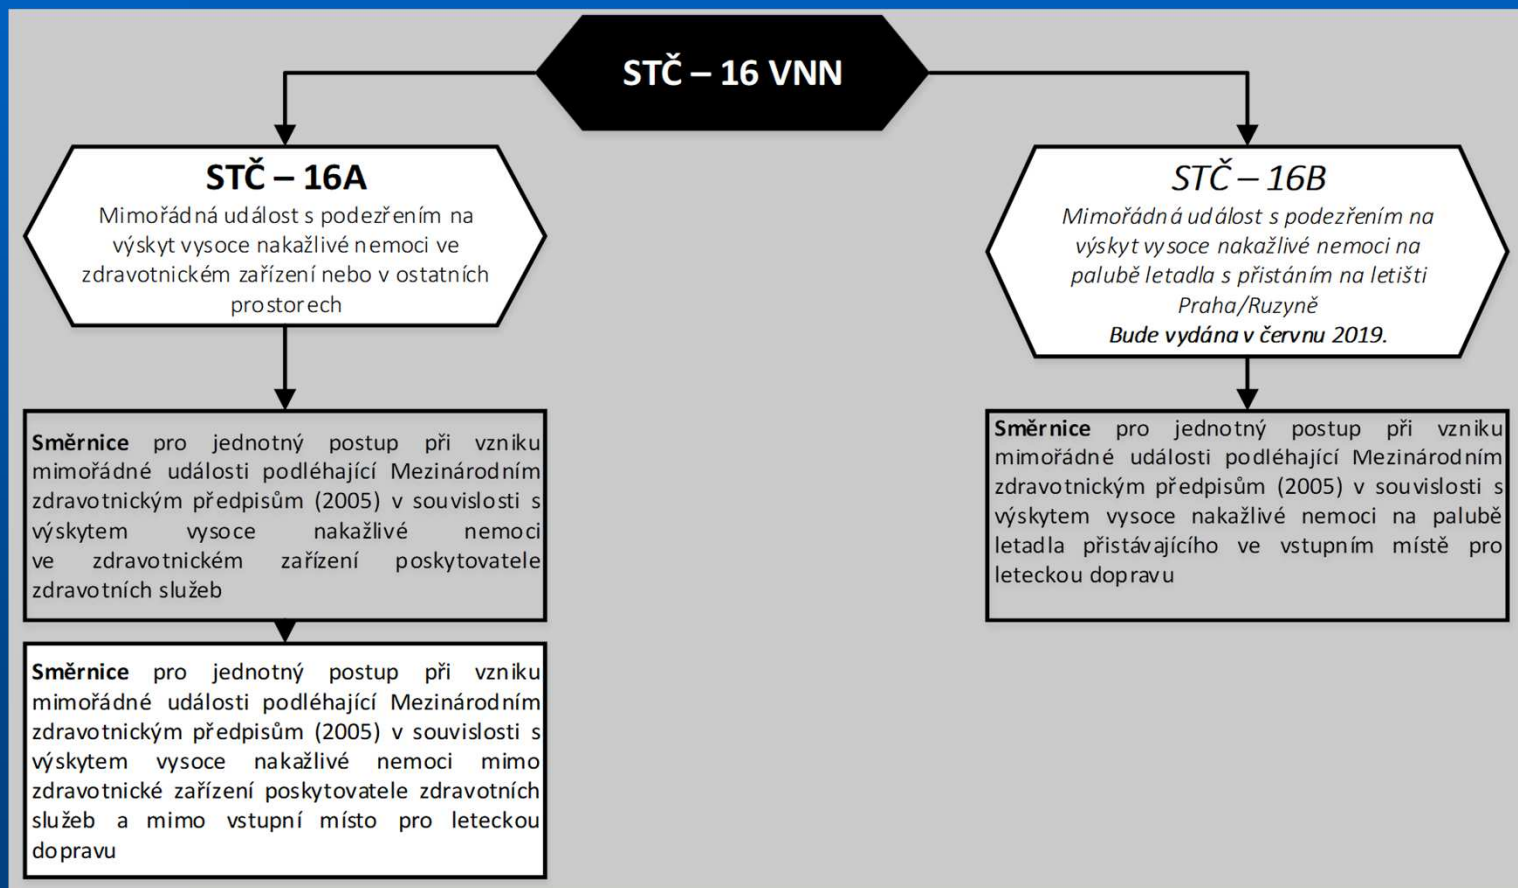 STČ – 16 VNN
STČ – 16A
Mimořádná událost s podezřením na
výskyt vysoce nakažlivé nemoci ve
zdravotnickém zařízení nebo v ostatních
prostorech
STČ – 16B
Mimořádná událost s podezřením na
výskyt vysoce nakažlivé nemoci na
palubě letadla s přistáním na letišti
Praha/Ruzyně
Bude vydána v červnu 2019.
Směrnice pro jednotný postup při vzniku
mimořádné události podléhající Mezinárodním
zdravotnickým předpisům (2005) v souvislosti s
výskytem vysoce nakažlivé nemoci
ve zdravotnickém zařízení poskytovatele
zdravotních služeb
Směrnice pro jednotný postup při vzniku
mimořádné události podléhající Mezinárodním
zdravotnickým předpisům (2005) v souvislosti s
výskytem vysoce nakažlivé nemoci na palubě
letadla přistávajícího ve vstupním místě pro
leteckou dopravu
Směrnice pro jednotný postup při vzniku
mimořádné události podléhající Mezinárodním
zdravotnickým předpisům (2005) v souvislosti s
výskytem vysoce nakažlivé nemoci mimo
zdravotnické zařízení poskytovatele zdravotních
služeb a mimo vstupní místo pro leteckou
dopravu